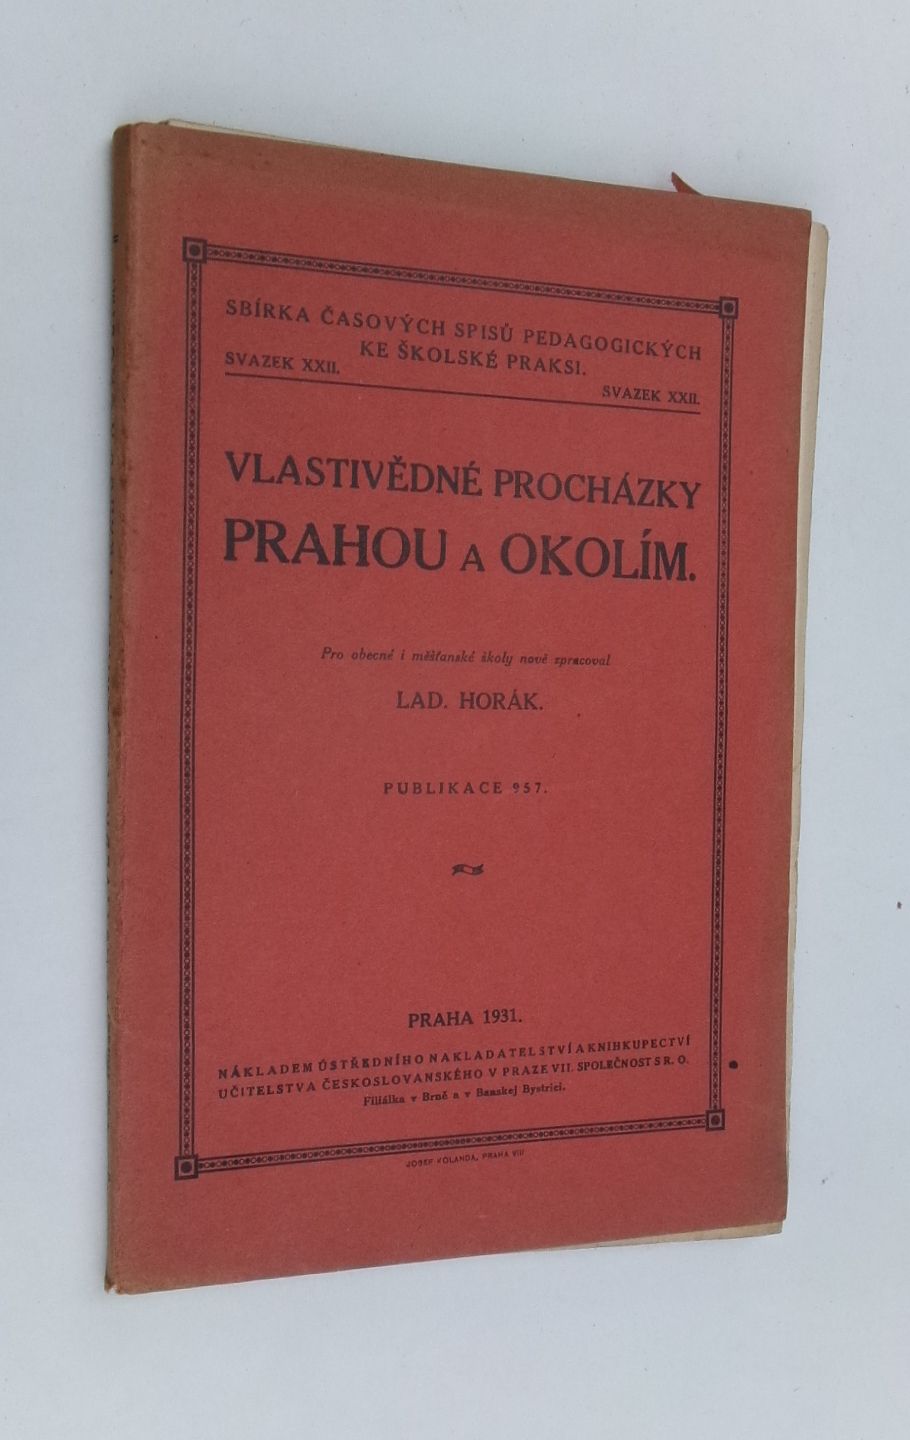 SBÍRKA ČASOVÝCH SPISŮ PEDAGOGICKÝCH
KE ŠKOLSKÉ PRAKSI.
SVAZEK XXII.
SVAZEK XXII.
VLASTIVĚDNÉ PROCHÁZKY
PRAHOU A OKOLÍM.
Pro obecné i měšťanské školy nově zpracoval
LAD. HORÁK.
PUBLIKACE 957.
PRAHA 1931.
NÁKLADEM ÚSTŘEDNÍHO NAKLADATELSTVÍ A KNIHKUPECTVÍ
UČITELSTVA ČESKOSLOVANSKÉHO V PRAZE VII. SPOLEČNOST S R. O.
Filiálka v Brně a v Banskej Bystrici.
JOSEF KOLANDA, PRAHA VIII